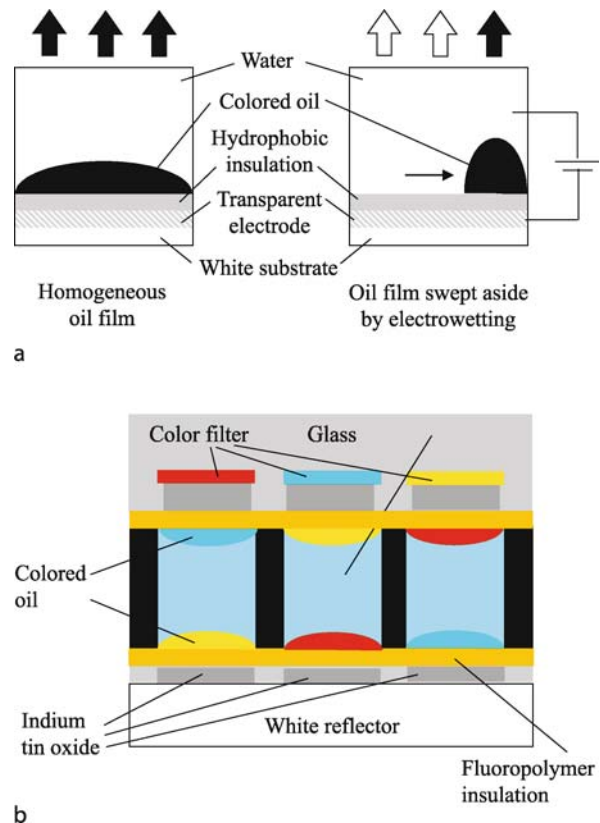 Water
Colored oil
Hydrophobic
insulation
Transparent
electrode
White substrate
Homogeneous
oil film
Oil film swept aside
by electrowetting
a
Color filter
Glass
Colored
oil
Indium
tin oxide
White reflector
Fluoropolymer
insulation
b